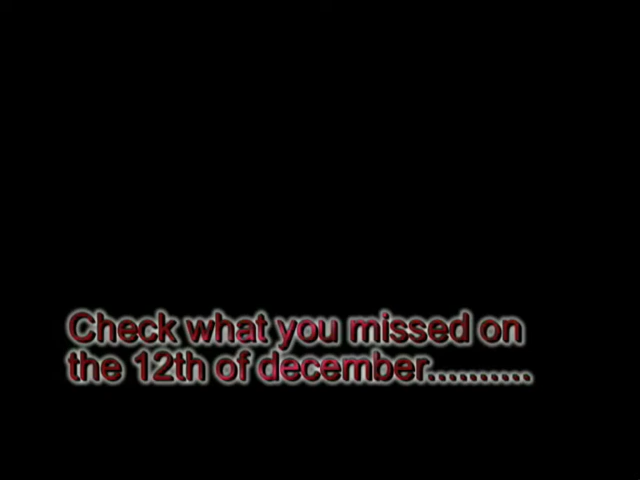 Check what you missed on
the 12th of december..........